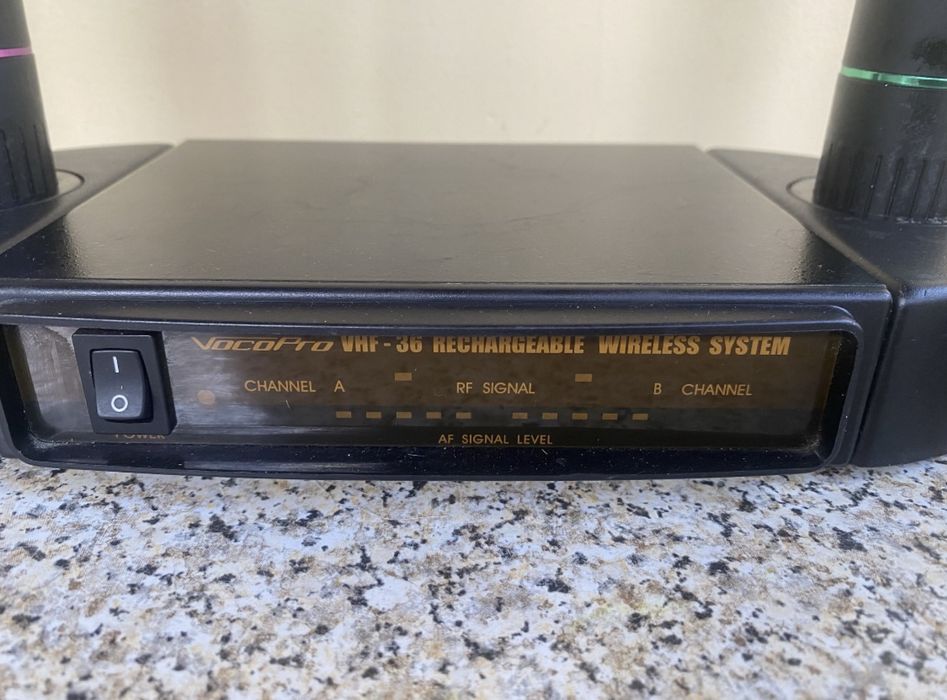 VocoPro VHF - 36 RECHARGEABLE WIRELESS SYSTEM
CHANNEL A RF SIGNAL B CHANNEL
POWER
AF SIGNAL LEVEL